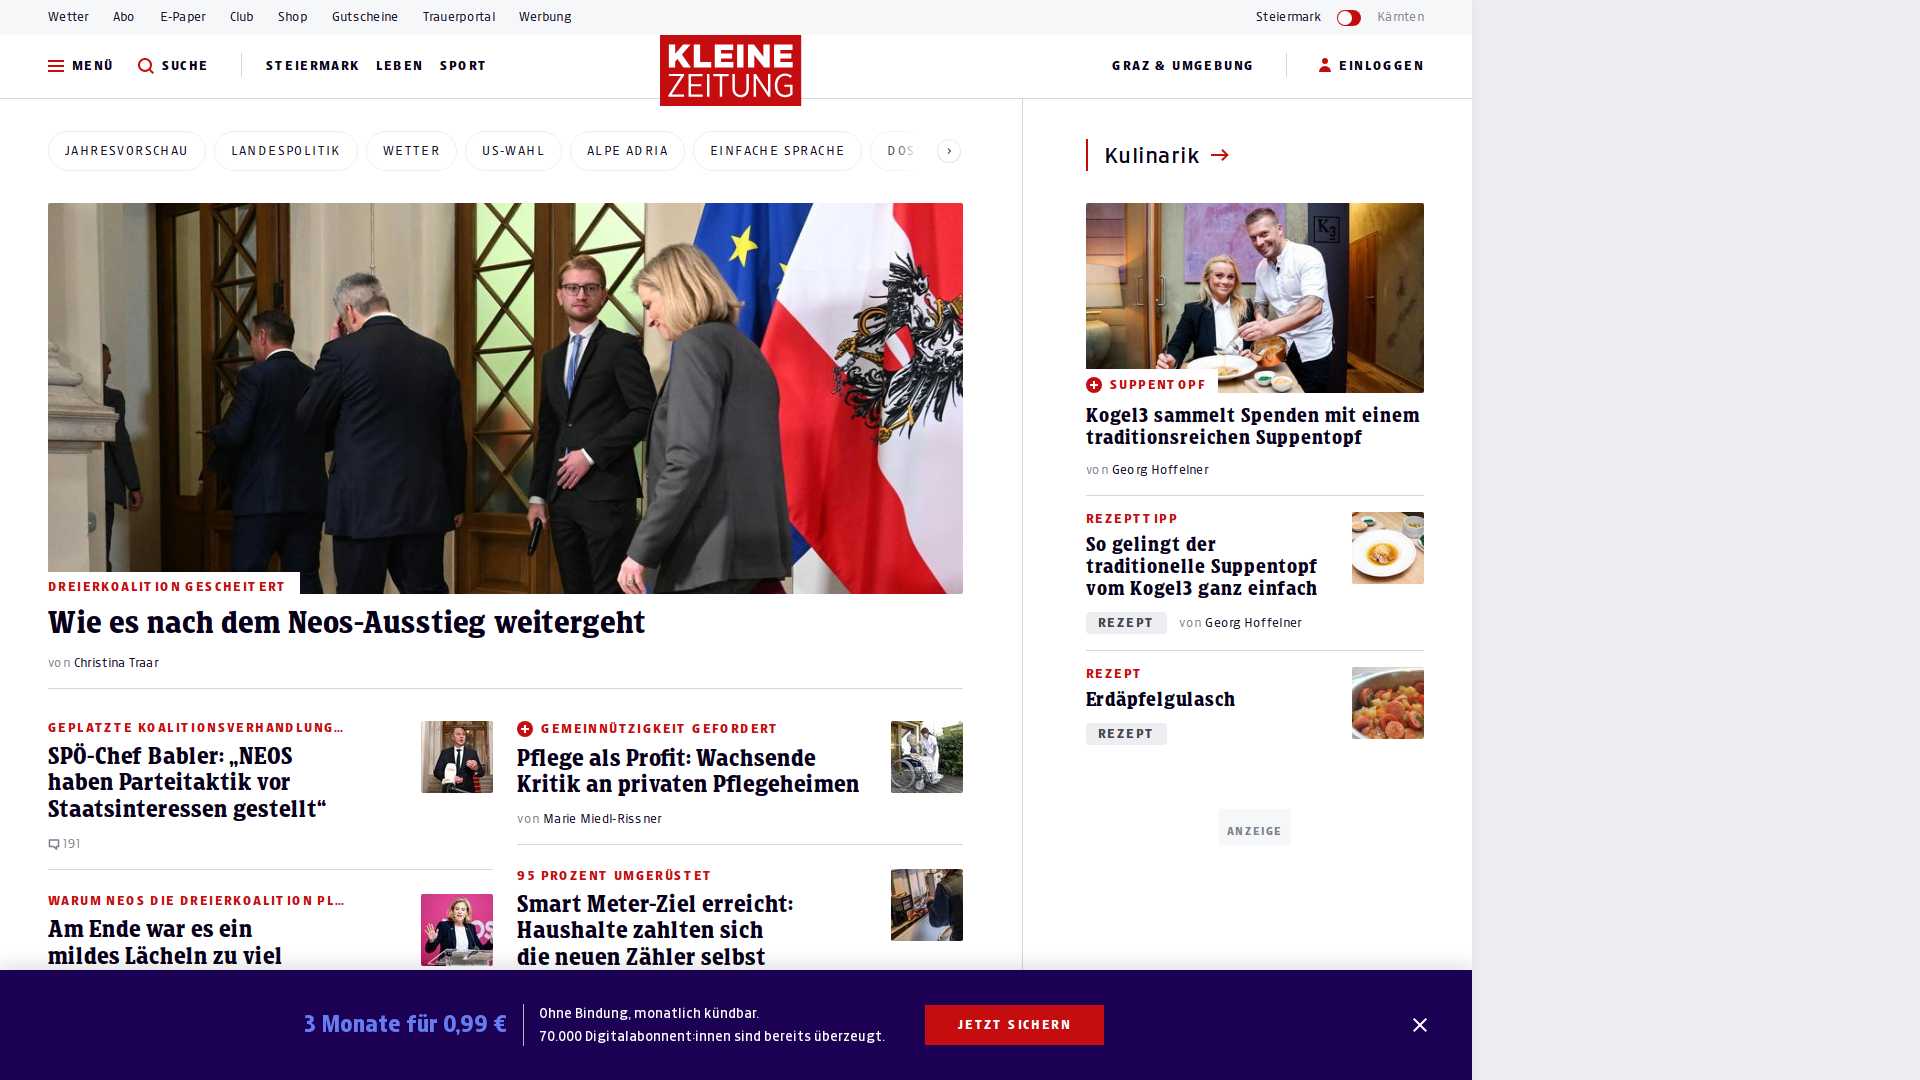 Wetter Abo E-Paper Club Shop Gutscheine Trauerportal Werbung Steiermark Kärnten
MENÜ SUCHE STEIERMARK LEBEN SPORT KLEINE ZEITUNG GRAZ & UMGEBUNG EINLOGGEN
JAHRESVORSCHAU LANDESPOLITIK WETTER US-WAHL ALPE ADRIA EINFACHE SPRACHE DOS
DREIERKOALITION GESCHEITERT
Wie es nach dem Neos-Ausstieg weitergeht
von Christina Traar
GEPLATZTE KOALITIONSVERHANDLUNG…
SPÖ-Chef Babler: „NEOS
haben Parteitaktik vor
Staatsinteressen gestellt“
191
WARUM NEOS DIE DREIERKOALITION PL…
Am Ende war es ein
mildes Lächeln zu viel
GEMEINNÜTZIGKEIT GEFORDERT
Pflege als Profit: Wachsende
Kritik an privaten Pflegeheimen
von Marie Miedl-Rissner
95 PROZENT UMGERÜSTET
Smart Meter-Ziel erreicht:
Haushalte zahlten sich
die neuen Zähler selbst
Kulinarik
K3
SUPPENTOPF
Kogel3 sammelt Spenden mit einem
traditionsreichen Suppentopf
von Georg Hoffelner
REZEPTTIPP
So gelingt der
traditionelle Suppentopf
vom Kogel3 ganz einfach
REZEPT von Georg Hoffelner
REZEPT
Erdäpfelgulasch
REZEPT
ANZEIGE
3 Monate für 0,99 €
Ohne Bindung, monatlich kündbar.
70.000 Digitalabonnent:innen sind bereits überzeugt.
JETZT SICHERN